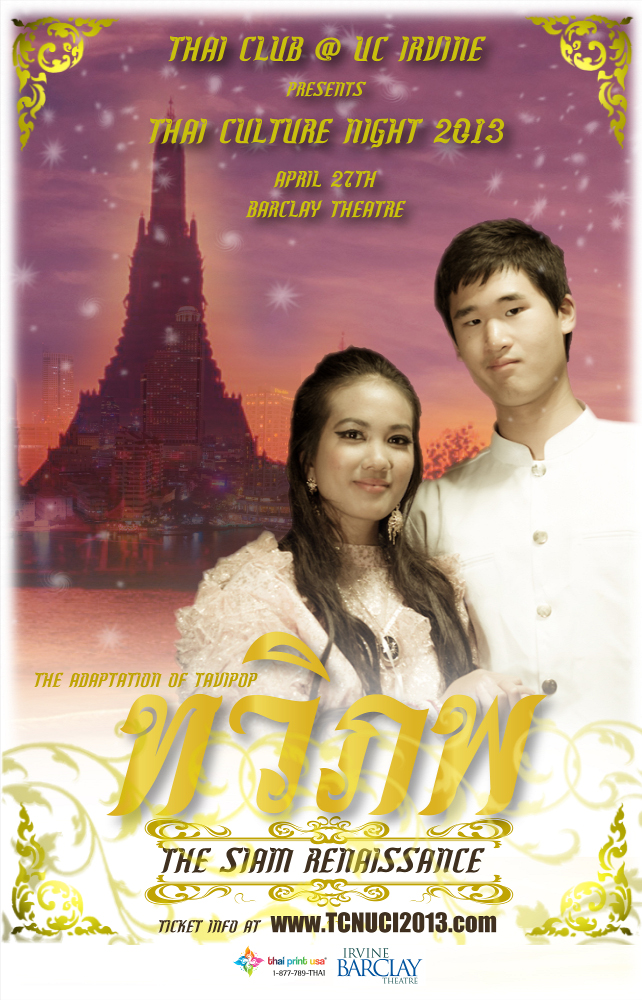 THAI CLUB @ UC IRVINE
PRESENTS
THAI CULTURE NIGHT 2013
APRIL 27TH
BARCLAY THEATRE
THE ADAPTATION OF TAVIPOP
ทวิภพ
THE SIAM RENAISSANCE
TICKET INFO AT www.TCNUCI2013.com
thai print usa
1-877-789-THAI
IRVINE
BARCLAY
THEATRE